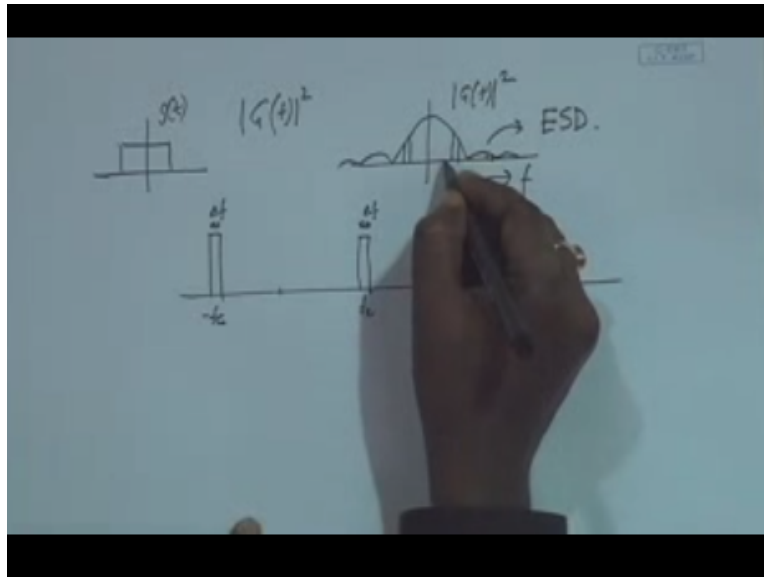 g(t)
|G(f)|²
|G(f)|²
ESD.
f
Δf
Δf
-fc
fc